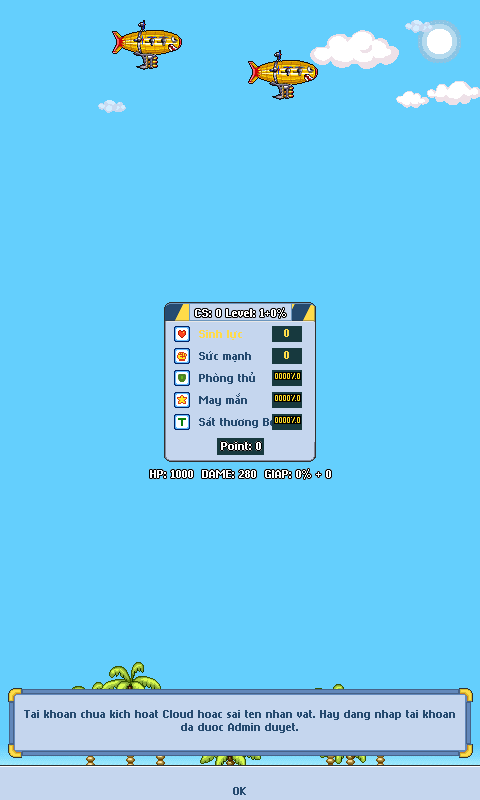 CS: 0 Level: 1+0%
Sinh lực 0
Sức mạnh 0
Phòng thủ
May mắn
Sát thương
Point: 0
HP: 1000 DAME: 280 GIAP: 0% + 0
Tai khoan chua kich hoat Cloud hoac sai ten nhan vat. Hay dang nhap tai khoan
da duoc Admin duyet.
OK